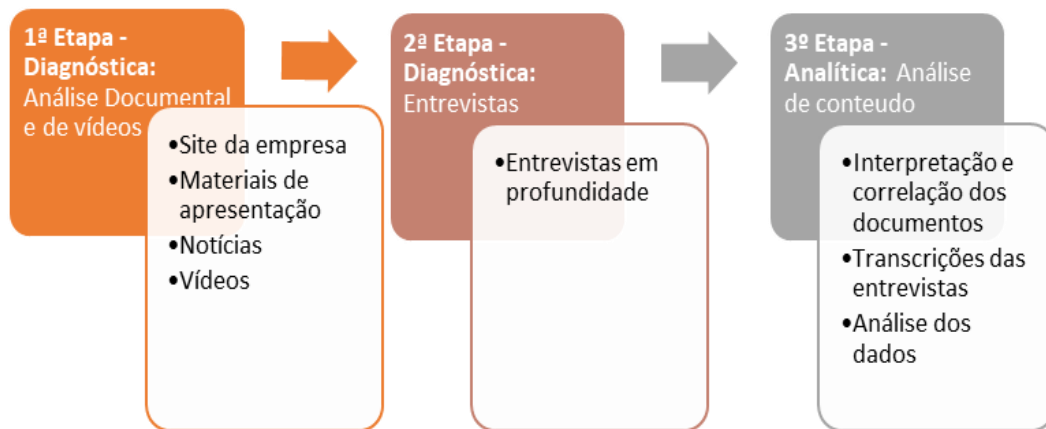 1ª Etapa -
Diagnóstica:
Análise Documental
e de vídeos
•Site da empresa
•Materiais de
apresentação
•Notícias
•Vídeos
2ª Etapa -
Diagnóstica:
Entrevistas
•Entrevistas em
profundidade
3º Etapa -
Analítica: Análise
de conteudo
•Interpretação e
correlação dos
documentos
•Transcrições das
entrevistas
•Análise dos
dados